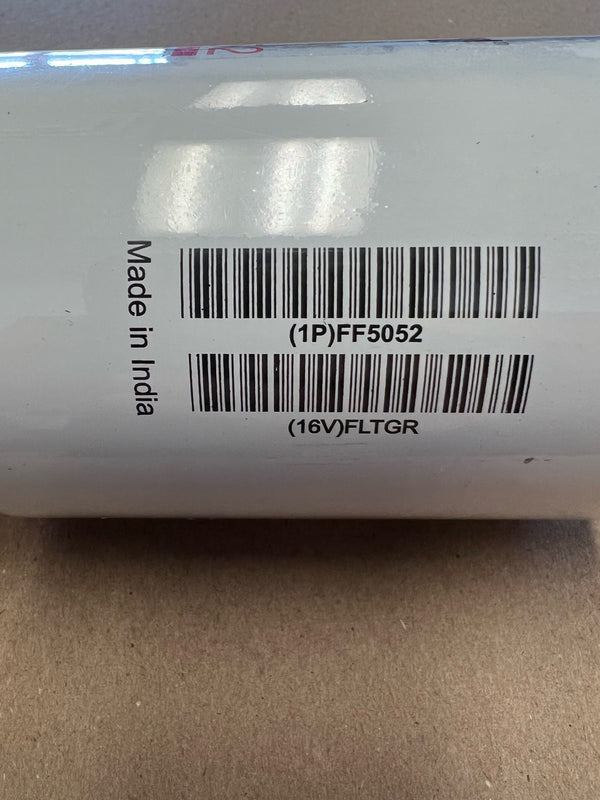 Made in India
(1P)FF5052
(16V)FLTGR